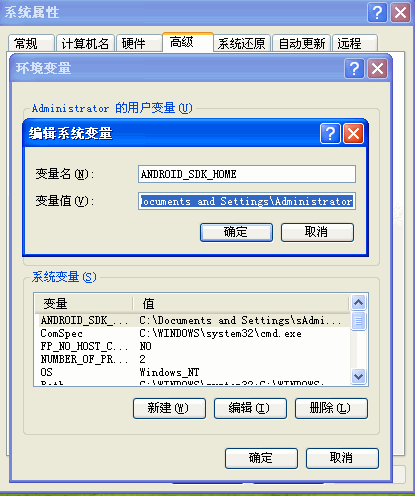 系统属性
常规 计算机名 硬件 高级 系统还原 自动更新 远程
环境变量
Administrator 的用户变量(U)
编辑系统变量
变量名(N): ANDROID_SDK_HOME
变量值(V): ocuments and Settings\Administrator
确定 取消
系统变量(S)
变量 值
ANDROID_SDK_... C:\Documents and Settings\sAdmi...
ComSpec C:\WINDOWS\system32\cmd.exe
FP_NO_HOST_C... NO
NUMBER_OF_PR... 2
OS Windows_NT
新建(W) 编辑(I) 删除(L)
确定 取消